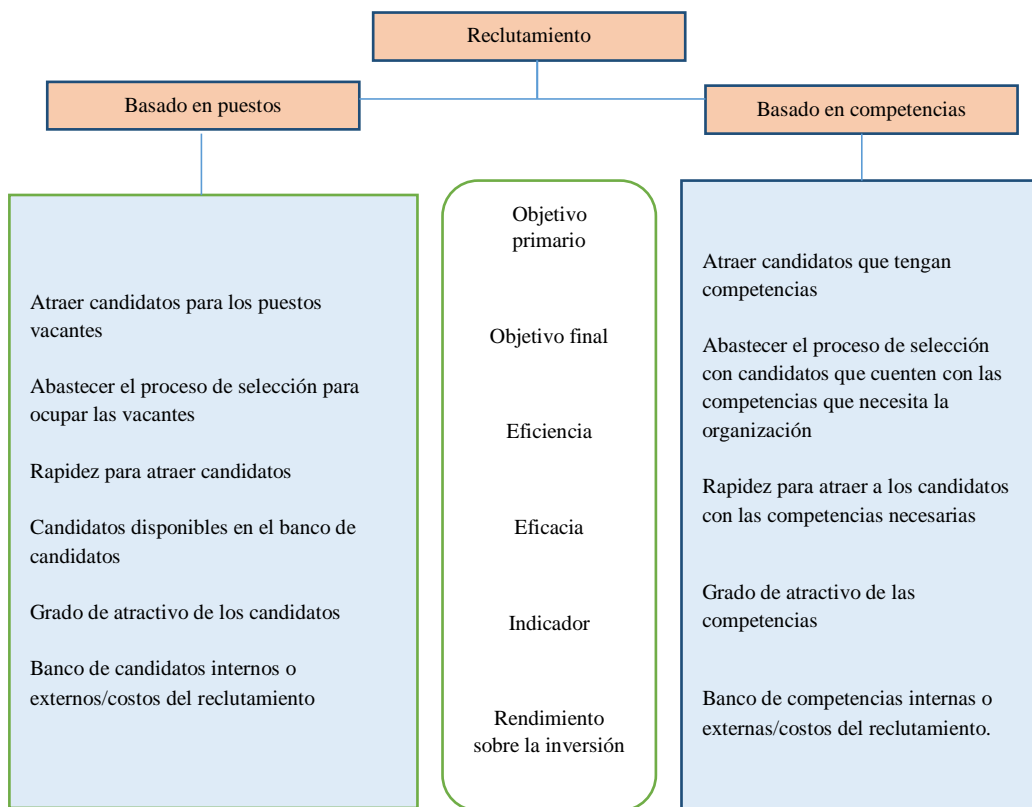 Reclutamiento
Basado en puestos
Basado en competencias
Atraer candidatos para los puestos
vacantes
Abastecer el proceso de selección para
ocupar las vacantes
Rapidez para atraer candidatos
Candidatos disponibles en el banco de
candidatos
Grado de atractivo de los candidatos
Banco de candidatos internos o
externos/costos del reclutamiento
Objetivo
primario
Objetivo final
Eficiencia
Eficacia
Indicador
Rendimiento
sobre la inversión
Atraer candidatos que tengan
competencias
Abastecer el proceso de selección
con candidatos que cuenten con las
competencias que necesita la
organización
Rapidez para atraer a los candidatos
con las competencias necesarias
Grado de atractivo de las
competencias
Banco de competencias internas o
externas/costos del reclutamiento.